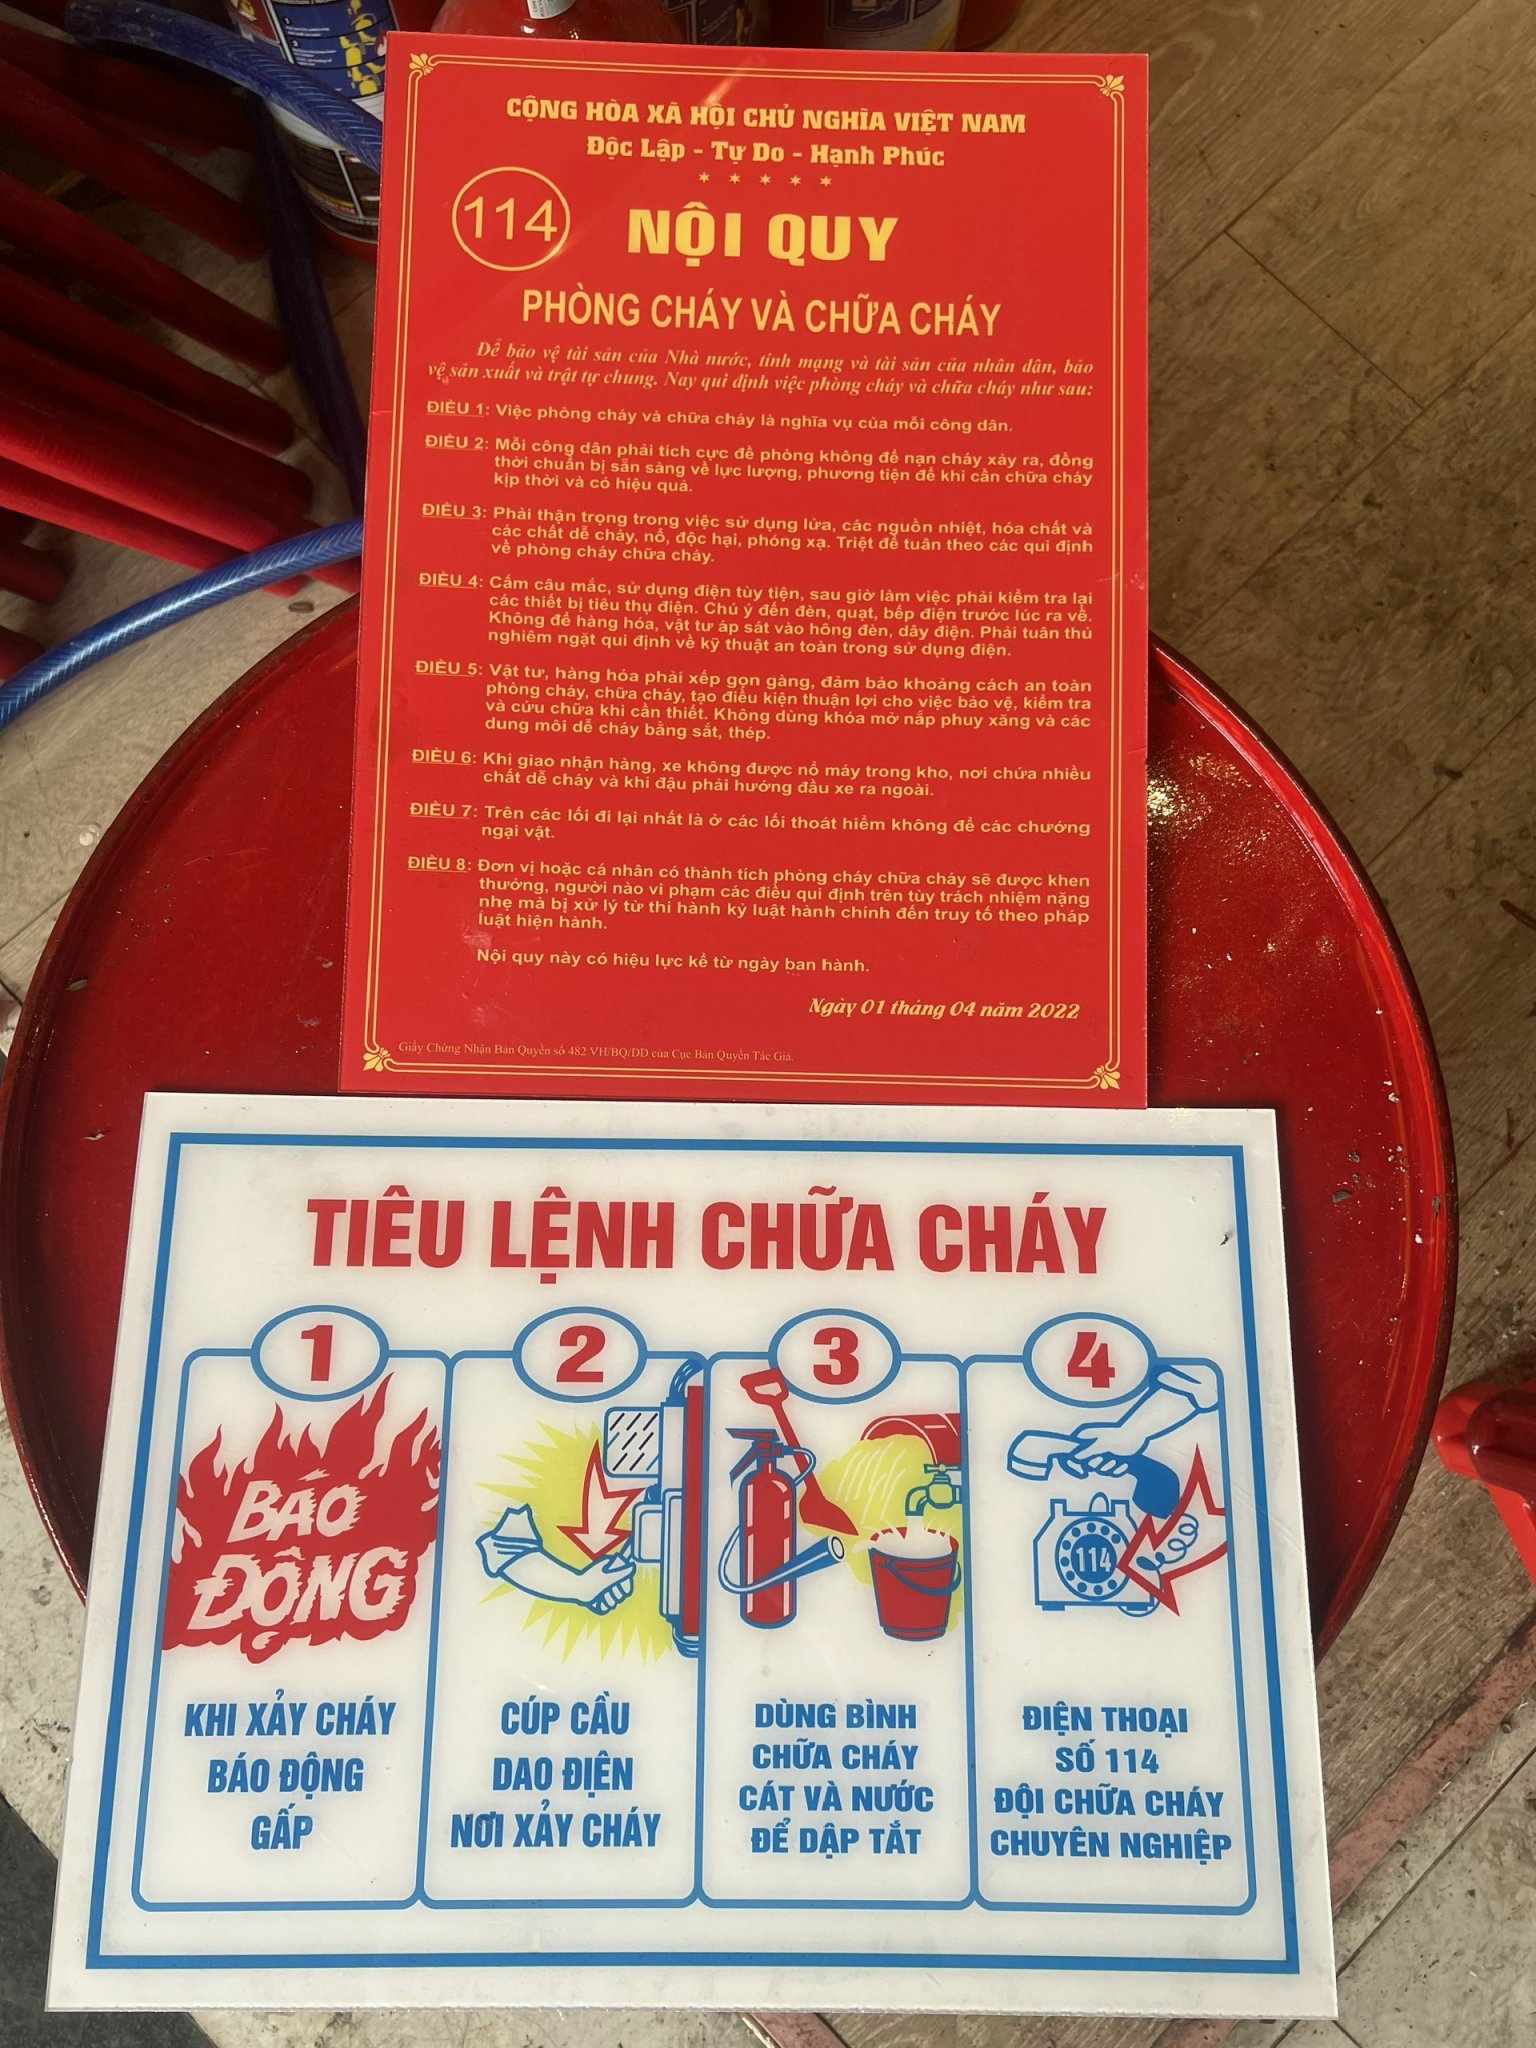 CỘNG HÒA XÃ HỘI CHỦ NGHĨA VIỆT NAM
Độc Lập - Tự Do - Hạnh Phúc
114
NỘI QUY
PHÒNG CHÁY VÀ CHỮA CHÁY
Để bảo vệ tài sản của Nhà nước, tính mạng và tài sản của nhân dân, bảo
vệ sản xuất và trật tự chung. Nay qui định việc phòng cháy và chữa cháy như sau:
ĐIỀU 1: Việc phòng cháy và chữa cháy là nghĩa vụ của mỗi công dân.
ĐIỀU 2: Mỗi công dân phải tích cực đề phòng không để nạn cháy xảy ra, đồng
thời chuẩn bị sẵn sàng về lực lượng, phương tiện để khi cần chữa cháy
kịp thời và có hiệu quả.
ĐIỀU 3: Phải thận trọng trong việc sử dụng lửa, các nguồn nhiệt, hóa chất và
các chất dễ cháy, nổ, độc hại, phóng xạ. Triệt để tuân theo các qui định
về phòng cháy chữa cháy.
ĐIỀU 4: Cấm câu mắc, sử dụng điện tùy tiện, sau giờ làm việc phải kiểm tra lại
các thiết bị tiêu thụ điện. Chú ý đến đèn, quạt, bếp điện trước lúc ra về.
Không để hàng hóa, vật tư áp sát vào hông đèn, dây điện. Phải tuân thủ
nghiêm ngặt qui định về kỹ thuật an toàn trong sử dụng điện.
ĐIỀU 5: Vật tư, hàng hóa phải xếp gọn gàng, đảm bảo khoảng cách an toàn
phòng cháy, chữa cháy, tạo điều kiện thuận lợi cho việc bảo vệ, kiểm tra
và cứu chữa khi cần thiết. Không dùng khóa mở nắp phuy xăng và các
dung môi dễ cháy bằng sắt, thép.
ĐIỀU 6: Khi giao nhận hàng, xe không được nổ máy trong kho, nơi chứa nhiều
chất dễ cháy và khi đậu phải hướng đầu xe ra ngoài.
ĐIỀU 7: Trên các lối đi lại nhất là ở các lối thoát hiểm không để các chướng
ngại vật.
ĐIỀU 8: Đơn vị hoặc cá nhân có thành tích phòng cháy chữa cháy sẽ được khen
thưởng, người nào vi phạm các điều qui định trên tùy trách nhiệm nặng
nhẹ mà bị xử lý từ thi hành kỷ luật hành chính đến truy tố theo pháp
luật hiện hành.
Nội quy này có hiệu lực kể từ ngày ban hành.
Ngày 01 tháng 04 năm 2022
Giấy Chứng Nhận Bản Quyền số 482 VH/BQ/DD của Cục Bản Quyền Tác Giả.
TIÊU LỆNH CHỮA CHÁY
1
BÁO
ĐỘNG
KHI XẢY CHÁY
BÁO ĐỘNG
GẤP
2
CÚP CẦU
DAO ĐIỆN
NƠI XẢY CHÁY
3
DÙNG BÌNH
CHỮA CHÁY
CÁT VÀ NƯỚC
ĐỂ DẬP TẮT
4
114
ĐIỆN THOẠI
SỐ 114
ĐỘI CHỮA CHÁY
CHUYÊN NGHIỆP